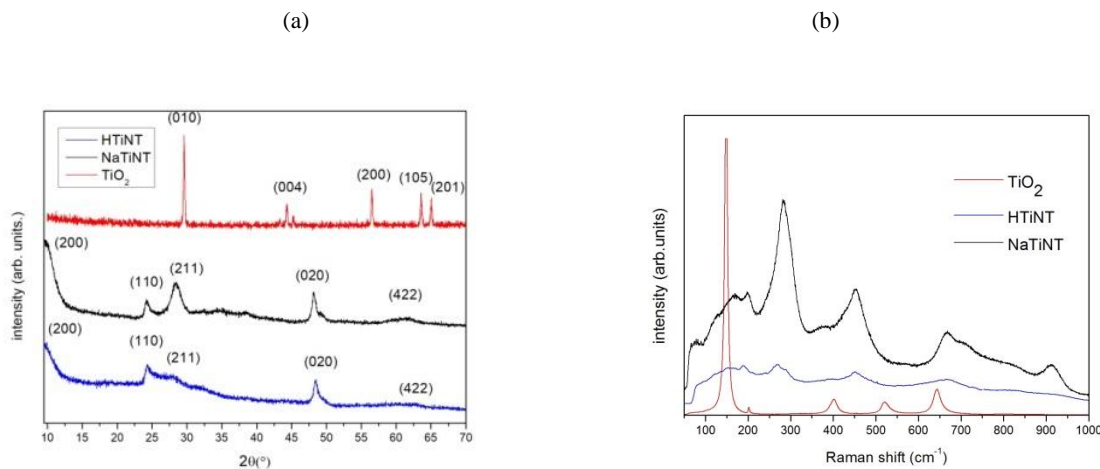 (a)
(b)
HTiNT
NaTiNT
TiO₂
(010)
(004)
(200)
(105)
(201)
(200)
(110)
(211)
(020)
(422)
(200)
(110)
(211)
(020)
(422)
intensity (arb. units.)
10 15 20 25 30 35 40 45 50 55 60 65 70
2θ(°)
TiO₂
HTiNT
NaTiNT
intensity (arb.units)
100 200 300 400 500 600 700 800 900 1000
Raman shift (cm⁻¹)